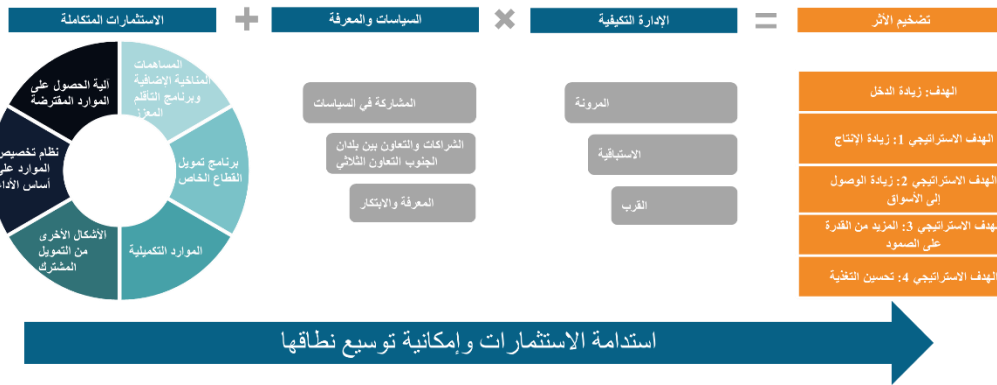 الاستثمارات المتكاملة
+
السياسات والمعرفة
×
الإدارة التكيفية
=
تضخيم الأثر
المساهمات
المناخية الإضافية
وبرنامج التأقلم
المعزز
برنامج تمويل
القطاع الخاص
الموارد التكميلية
الأشكال الأخرى
من التمويل
المشترك
نظام تخصيص
الموارد على
أساس الأداء
آلية الحصول على
الموارد المقترضة
المشاركة في السياسات
الشراكات والتعاون بين بلدان
الجنوب التعاون الثلاثي
المعرفة والابتكار
المرونة
الاستباقية
القرب
الهدف: زيادة الدخل
الهدف الاستراتيجي 1: زيادة الإنتاج
الهدف الاستراتيجي 2: زيادة الوصول
إلى الأسواق
الهدف الاستراتيجي 3: المزيد من القدرة
على الصمود
الهدف الاستراتيجي 4: تحسين التغذية
استدامة الاستثمارات وإمكانية توسيع نطاقها